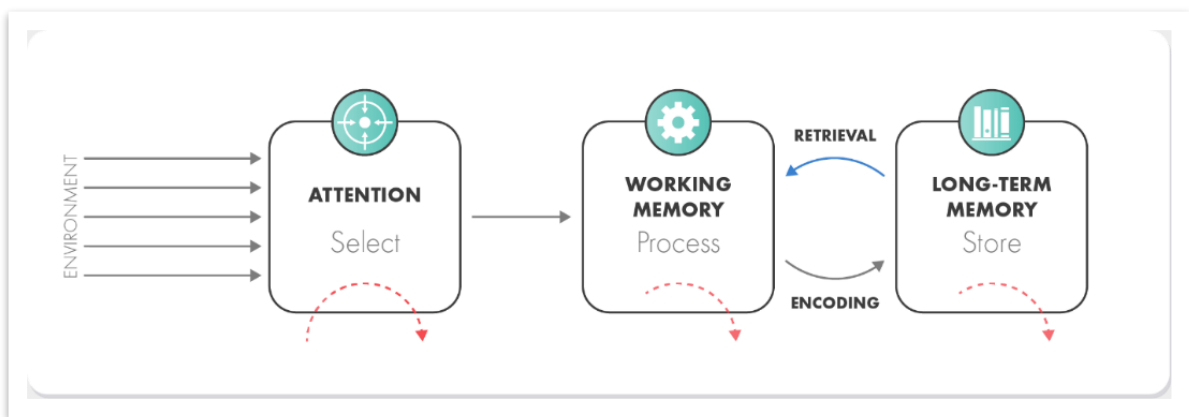 ENVIRONMENT
ATTENTION
Select
WORKING
MEMORY
Process
RETRIEVAL
ENCODING
LONG-TERM
MEMORY
Store